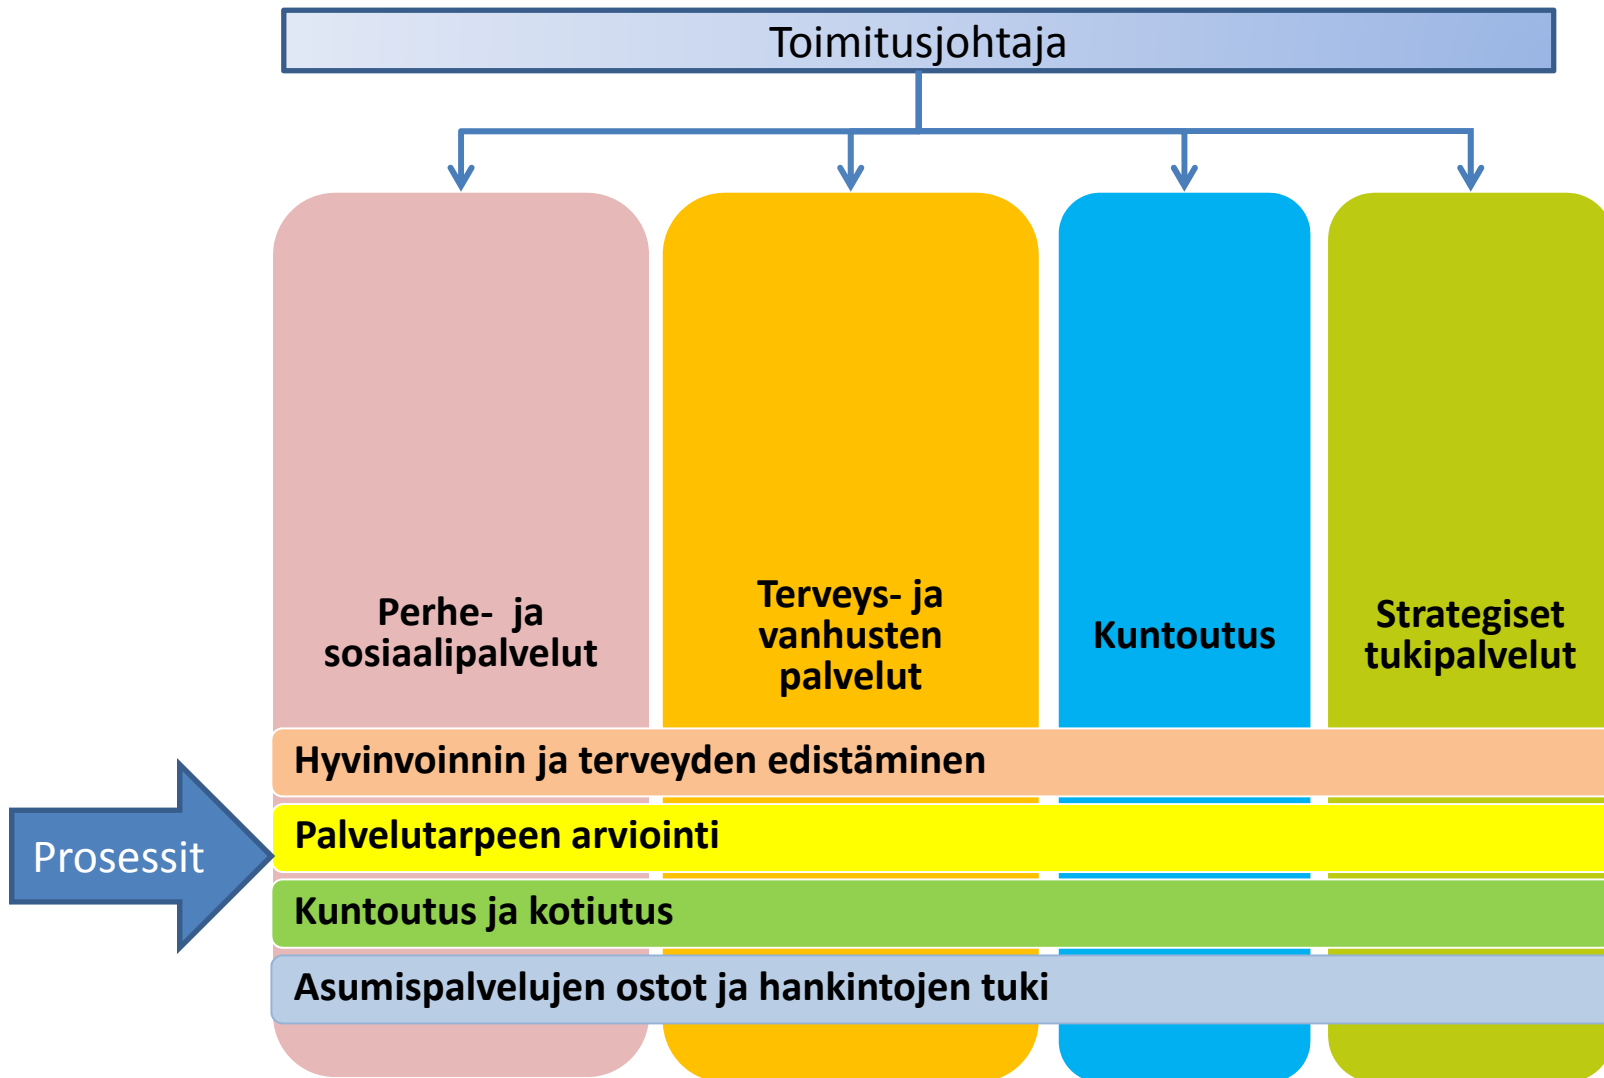 Toimitusjohtaja
Perhe- ja
sosiaalipalvelut
Terveys- ja
vanhusten
palvelut
Kuntoutus
Strategiset
tukipalvelut
Prosessit
Hyvinvoinnin ja terveyden edistäminen
Palvelutarpeen arviointi
Kuntoutus ja kotiutus
Asumispalvelujen ostot ja hankintojen tuki